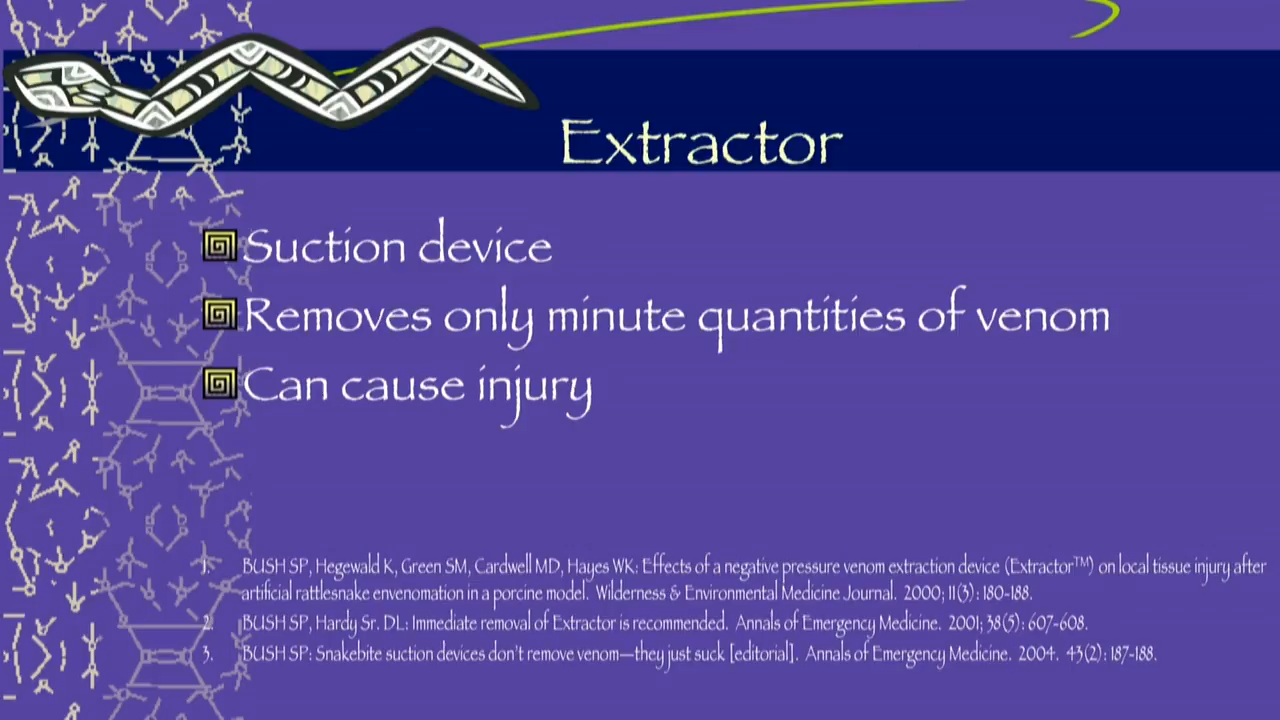 Extractor
Suction device
Removes only minute quantities of venom
Can cause injury
1. BUSH SP, Hegewald K, Green SM, Cardwell MD, Hayes WK: Effects of a negative pressure venom extraction device (Extractor™) on local tissue injury after
artificial rattlesnake envenomation in a porcine model. Wilderness & Environmental Medicine Journal. 2000; 11(3): 180-188.
2. BUSH SP, Hardy Sr. DL: Immediate removal of Extractor is recommended. Annals of Emergency Medicine. 2001; 38(5): 607-608.
3. BUSH SP: Snakebite suction devices don't remove venom—they just suck [editorial]. Annals of Emergency Medicine. 2004. 43(2): 187-188.